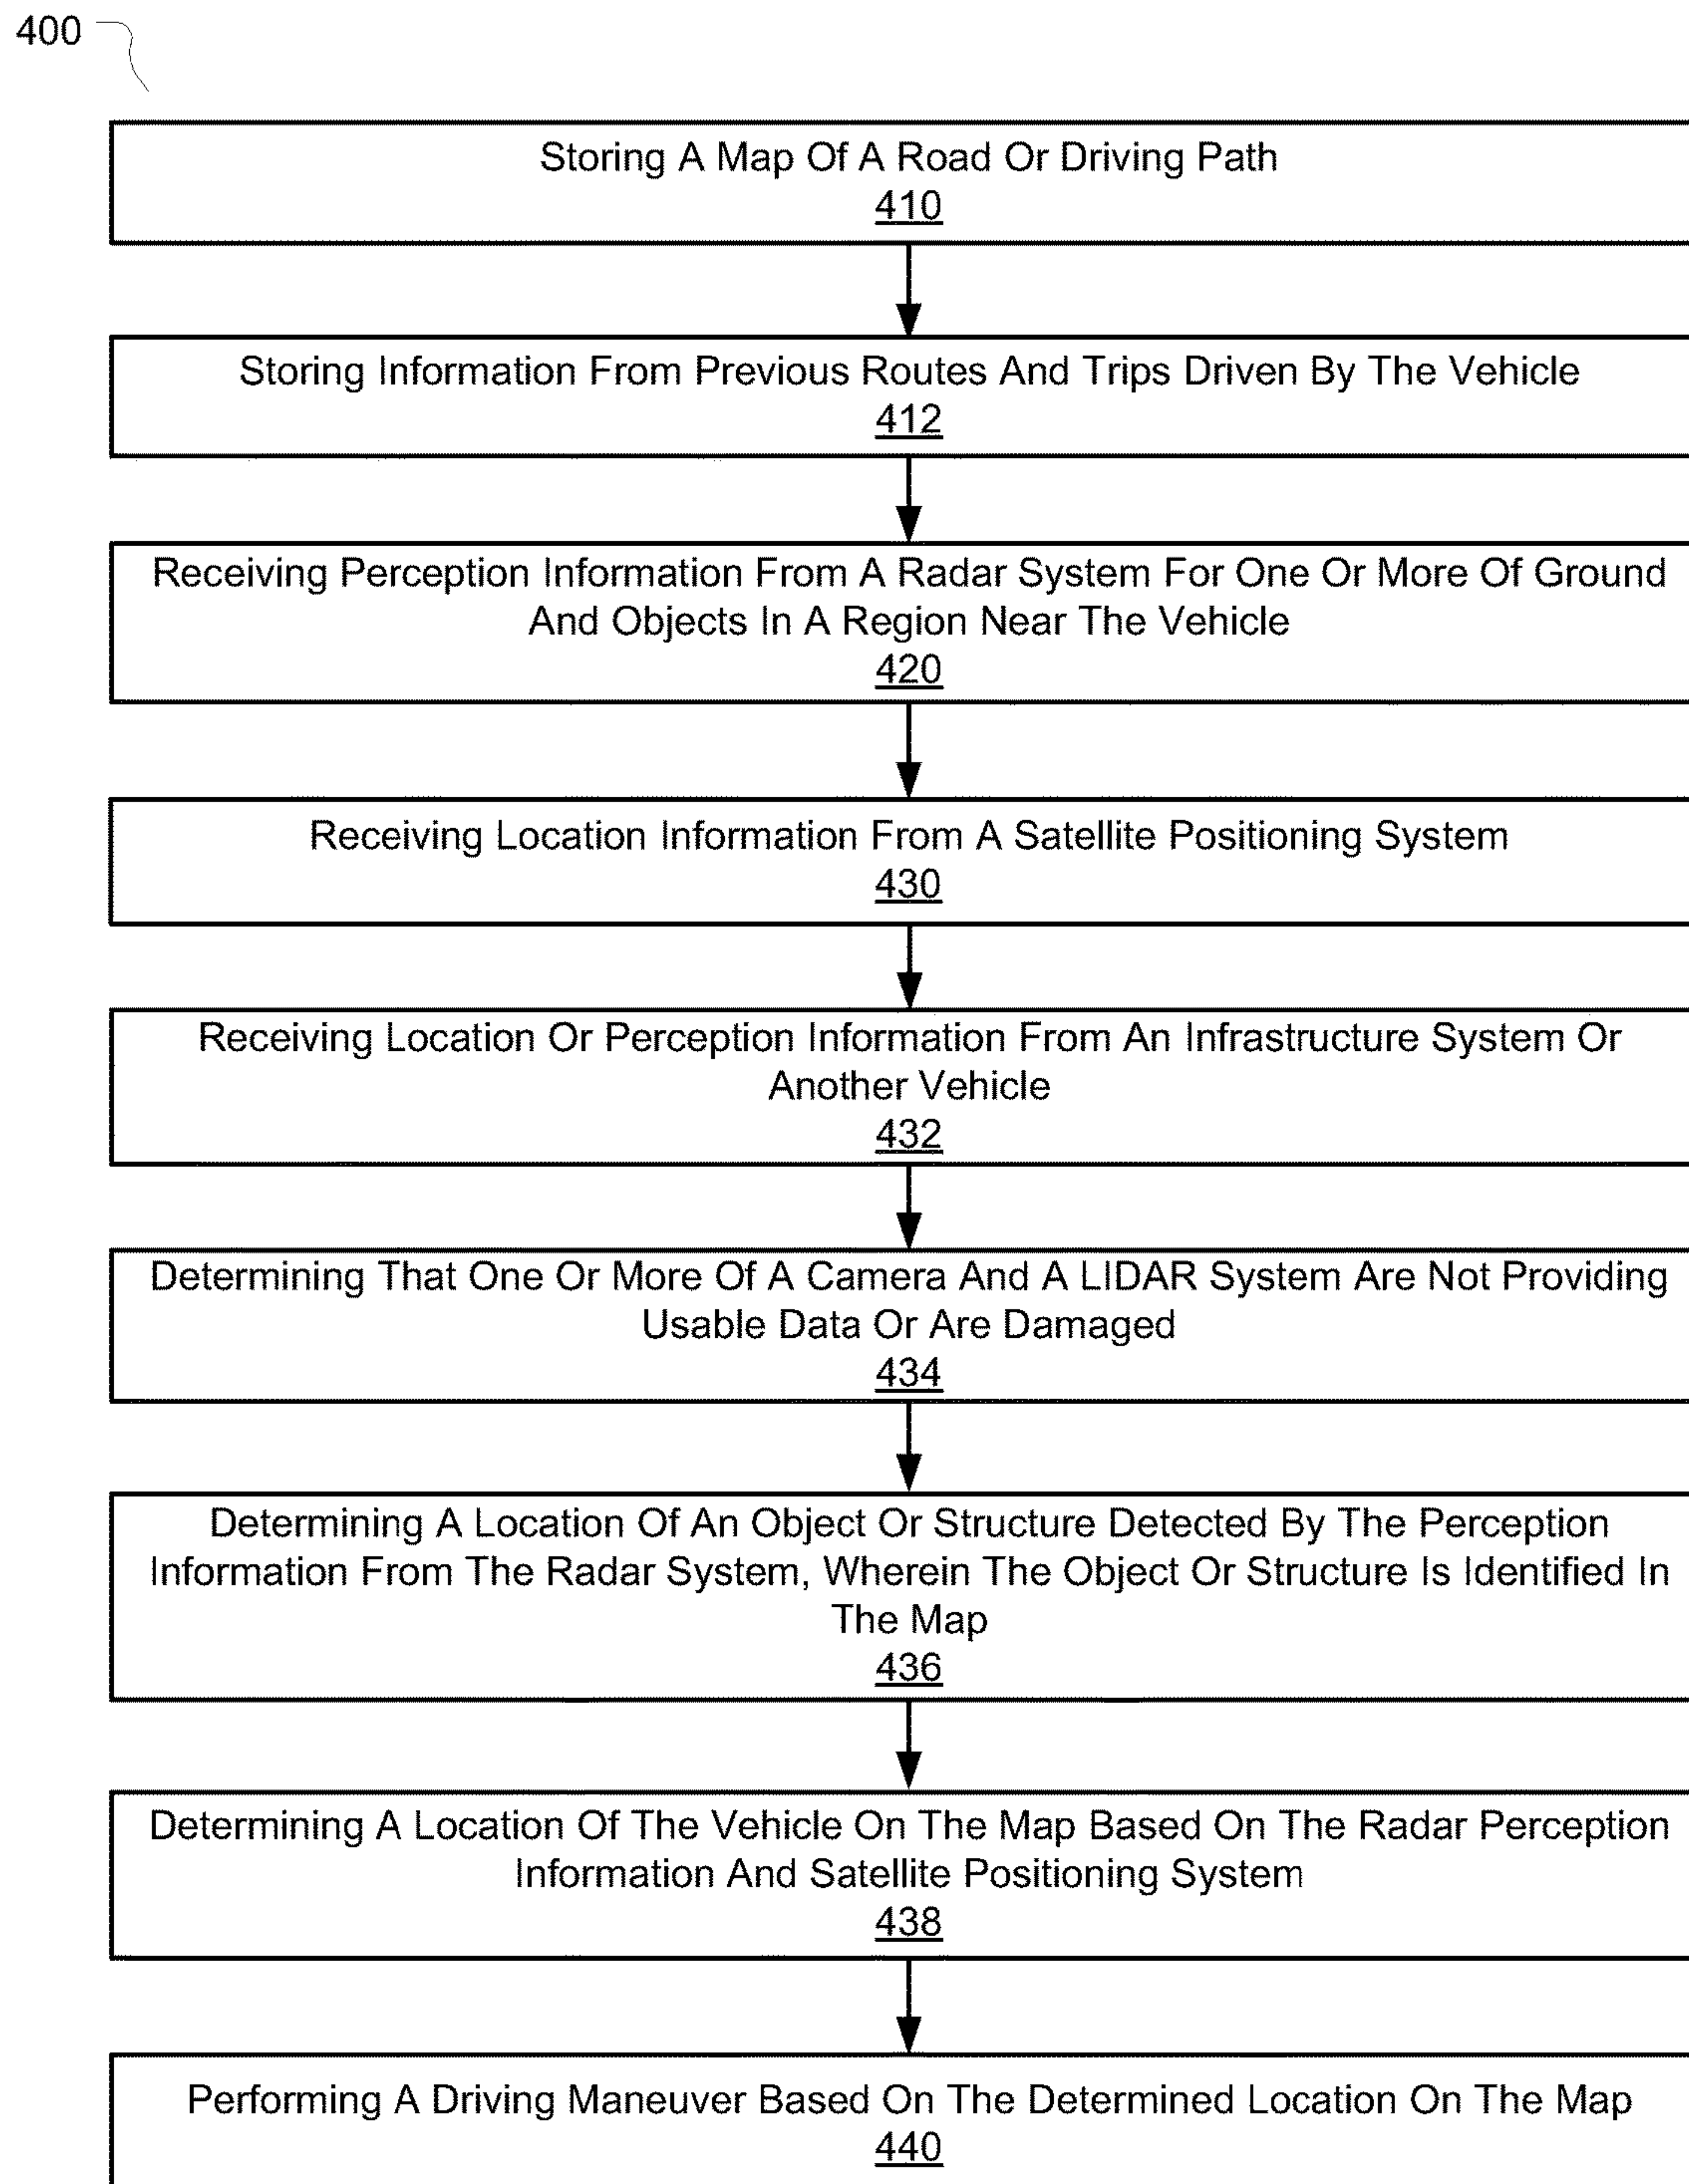 400
Storing A Map Of A Road Or Driving Path
410
Storing Information From Previous Routes And Trips Driven By The Vehicle
412
Receiving Perception Information From A Radar System For One Or More Of Ground
And Objects In A Region Near The Vehicle
420
Receiving Location Information From A Satellite Positioning System
430
Receiving Location Or Perception Information From An Infrastructure System Or
Another Vehicle
432
Determining That One Or More Of A Camera And A LIDAR System Are Not Providing
Usable Data Or Are Damaged
434
Determining A Location Of An Object Or Structure Detected By The Perception
Information From The Radar System, Wherein The Object Or Structure Is Identified In
The Map
436
Determining A Location Of The Vehicle On The Map Based On The Radar Perception
Information And Satellite Positioning System
438
Performing A Driving Maneuver Based On The Determined Location On The Map
440